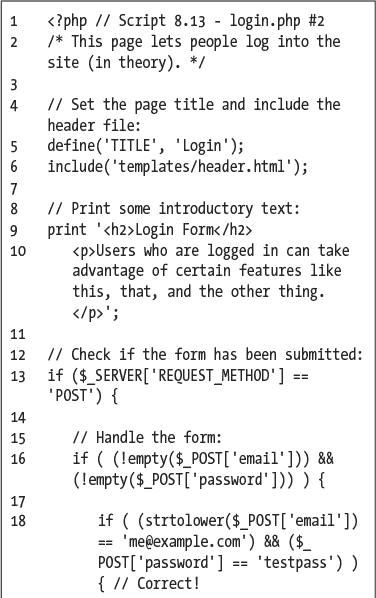 1 <?php // Script 8.13 - login.php #2
2 /* This page lets people log into the
site (in theory). */
3
4 // Set the page title and include the
header file:
5 define('TITLE', 'Login');
6 include('templates/header.html');
7
8 // Print some introductory text:
9 print '<h2>Login Form</h2>
10 <p>Users who are logged in can take
advantage of certain features like
this, that, and the other thing.
</p>';
11
12 // Check if the form has been submitted:
13 if ($_SERVER['REQUEST_METHOD'] ==
'POST') {
14
15 // Handle the form:
16 if ( (!empty($_POST['email'])) &&
(!empty($_POST['password'])) ) {
17
18 if ( (strtolower($_POST['email'])
== 'me@example.com') && ($_
POST['password'] == 'testpass') )
{ // Correct!